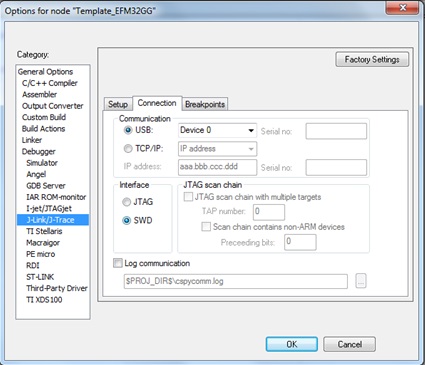 Options for node "Template_EFM32GG"
Category:
General Options
C/C++ Compiler
Assembler
Output Converter
Custom Build
Build Actions
Linker
Debugger
Simulator
Angel
GDB Server
IAR ROM-monitor
I-jet/JTAGjet
J-Link/J-Trace
TI Stellaris
Macraigor
PE micro
RDI
ST-LINK
Third-Party Driver
TI XDS100
Factory Settings
Setup Connection Breakpoints
Communication
USB: Device 0 Serial no:
TCP/IP: IP address
IP address: aaa.bbb.ccc.ddd Serial no:
Interface
JTAG
SWD
JTAG scan chain
JTAG scan chain with multiple targets
TAP number: 0
Scan chain contains non-ARM devices
Preceeding bits: 0
Log communication
$PROJ_DIR$\cspycomm.log ...
OK Cancel